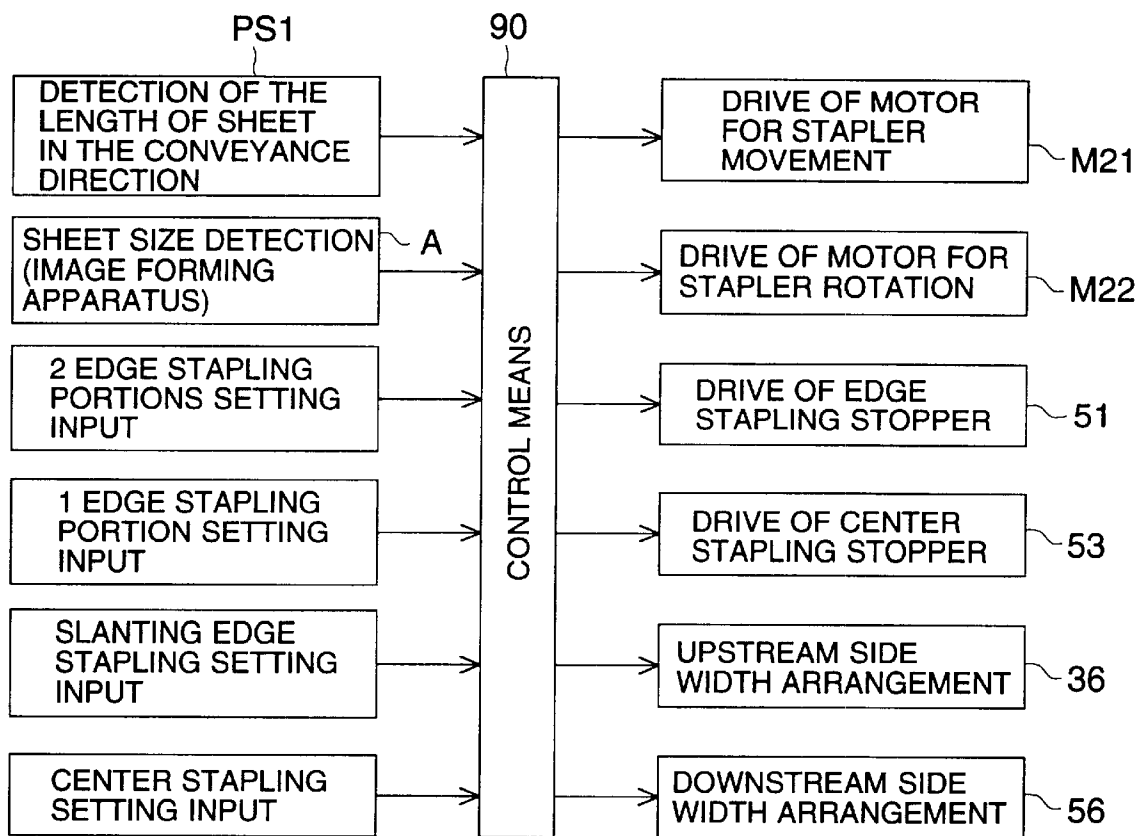 PS1
90
DETECTION OF THE
LENGTH OF SHEET
IN THE CONVEYANCE
DIRECTION
DRIVE OF MOTOR
FOR STAPLER
MOVEMENT
M21
SHEET SIZE DETECTION
(IMAGE FORMING
APPARATUS)
A
DRIVE OF MOTOR FOR
STAPLER ROTATION
M22
2 EDGE STAPLING
PORTIONS SETTING
INPUT
CONTROL MEANS
DRIVE OF EDGE
STAPLING STOPPER
51
1 EDGE STAPLING
PORTION SETTING
INPUT
DRIVE OF CENTER
STAPLING STOPPER
53
SLANTING EDGE
STAPLING SETTING
INPUT
UPSTREAM SIDE
WIDTH ARRANGEMENT
36
CENTER STAPLING
SETTING INPUT
DOWNSTREAM SIDE
WIDTH ARRANGEMENT
56